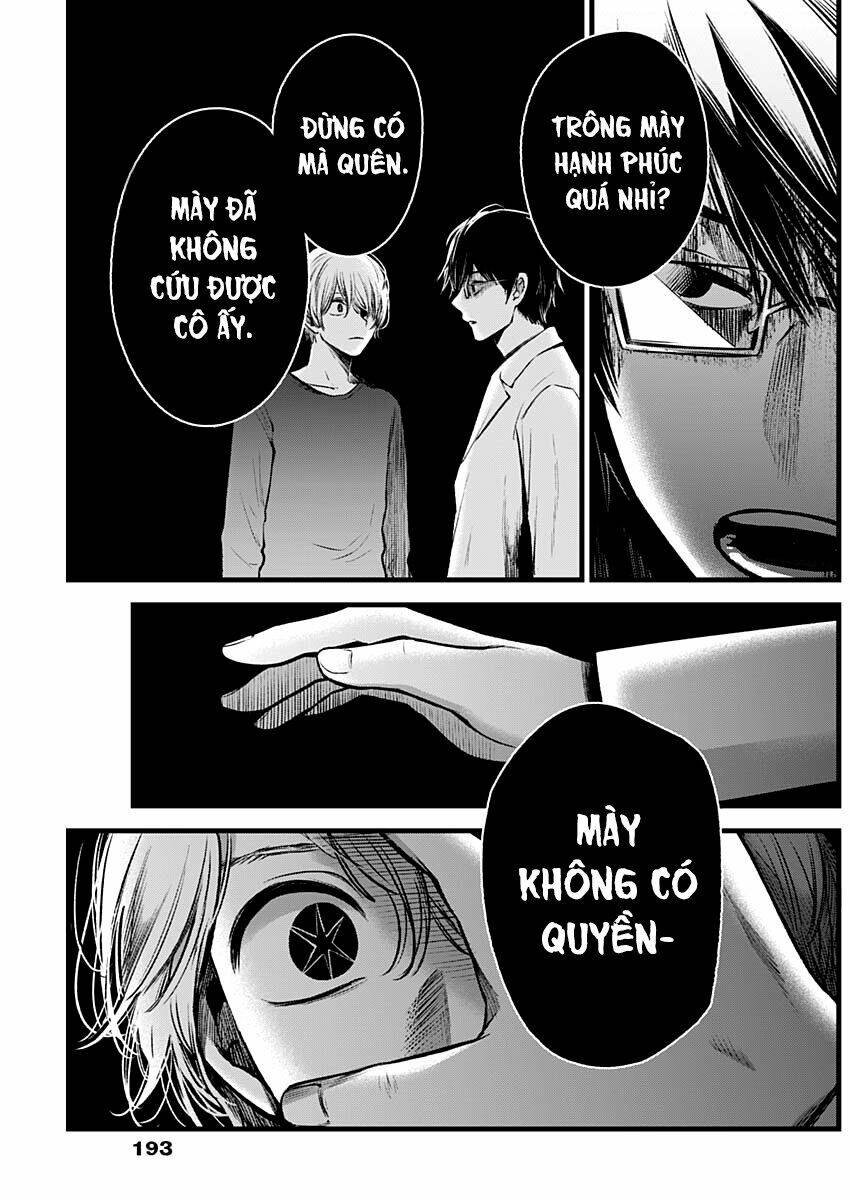 TRÔNG MÀY
HẠNH PHÚC
QUÁ NHỈ?
ĐỪNG CÓ
MÀ QUÊN.
MÀY ĐÃ
KHÔNG
CỨU ĐƯỢC
CÔ ẤY.
MÀY
KHÔNG CÓ
QUYỀN-
193